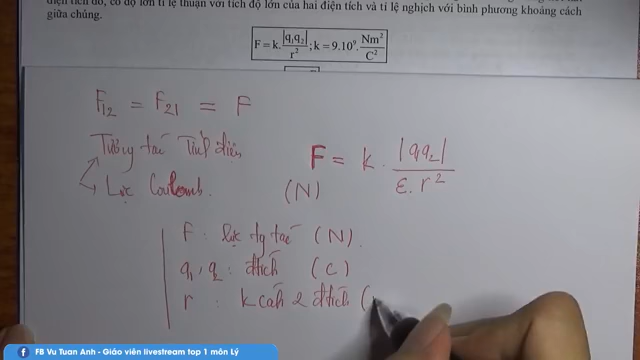 điện tích đó, có độ lớn tỉ lệ thuận với tích độ lớn của hai điện tích và tỉ lệ nghịch với bình phương khoảng cách
giữa chúng.
F = k.|q₁q₂|/r²; k = 9.10⁹. Nm²/C²
F₁₂ = F₂₁ = F
Tương tác Tĩnh điện
Lực Coulomb.
F = k . |q₁q₂|/ε.r²
(N)
F : lực tg tác (N).
q₁, q₂ : đtích (C)
r : k cách 2 đtích (
FB Vu Tuan Anh - Giáo viên livestream top 1 môn Lý